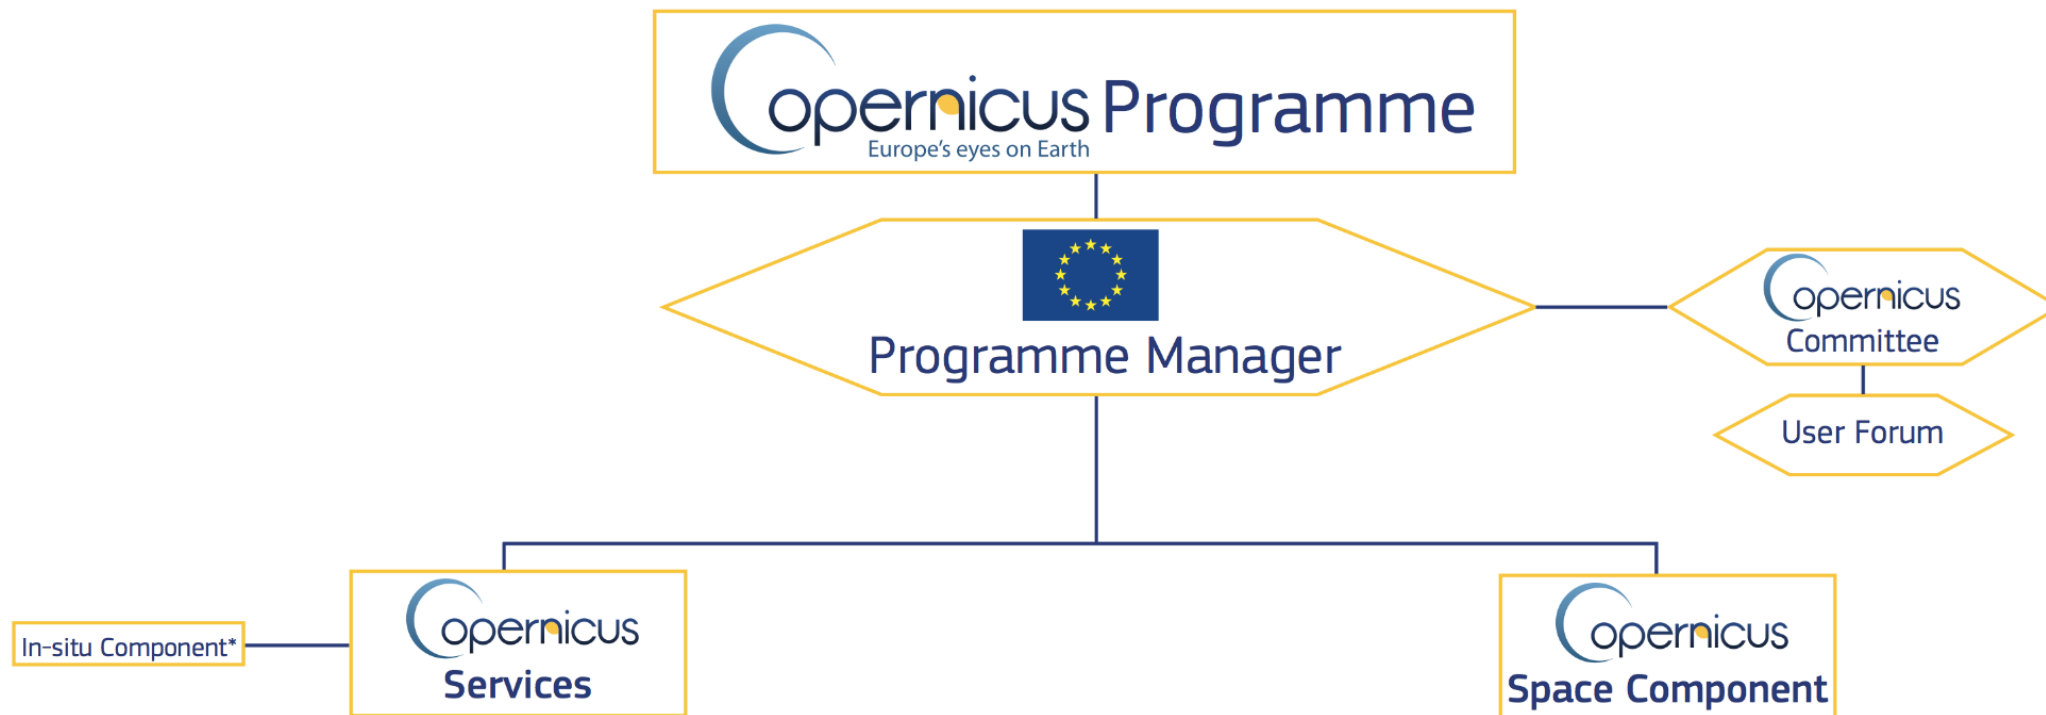 Copernicus Programme
Europe's eyes on Earth
Programme Manager
Copernicus
Committee
User Forum
In-situ Component*
Copernicus
Services
Copernicus
Space Component